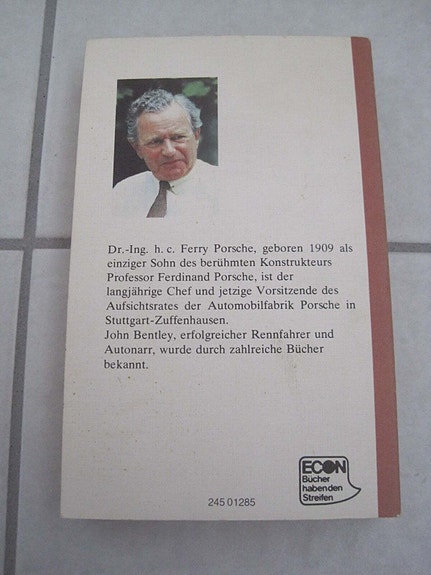 Dr.-Ing. h. c. Ferry Porsche, geboren 1909 als
einziger Sohn des berühmten Konstrukteurs
Professor Ferdinand Porsche, ist der
langjährige Chef und jetzige Vorsitzende des
Aufsichtsrates der Automobilfabrik Porsche in
Stuttgart-Zuffenhausen.
John Bentley, erfolgreicher Rennfahrer und
Autonarr, wurde durch zahlreiche Bücher
bekannt.
ECON
Bücher
haben den
Streifen
245 01285